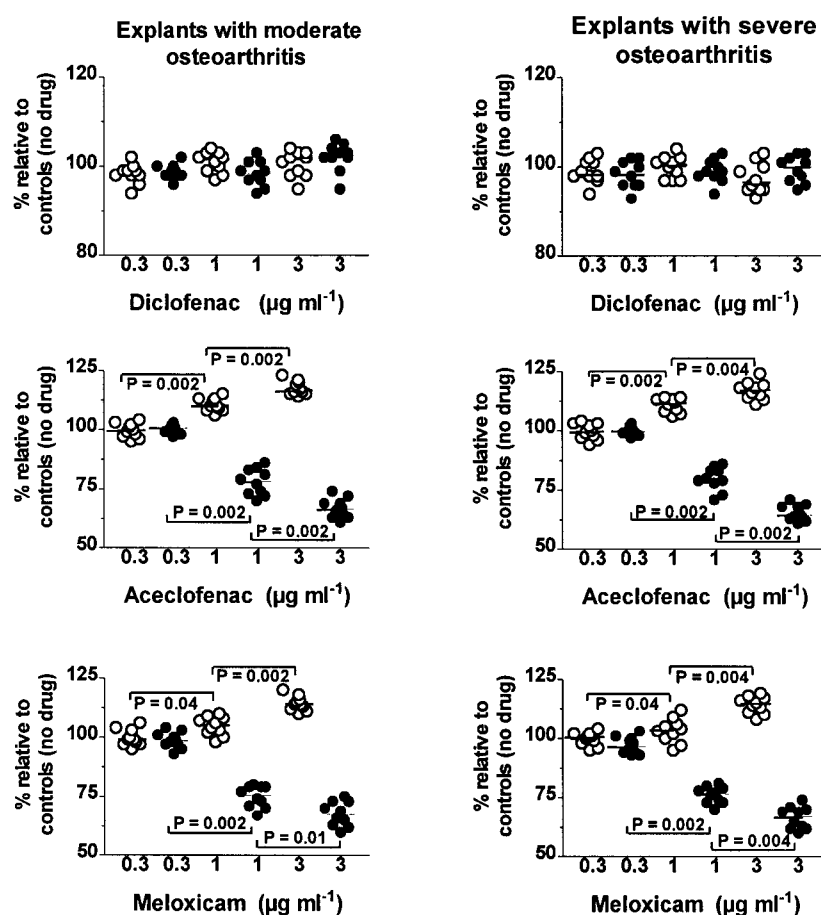 Explants with moderate
osteoarthritis
% relative to
controls (no drug)
120
100
80
0.3 0.3 1 1 3 3
Diclofenac (µg ml-1)
Explants with severe
osteoarthritis
% relative to
controls (no drug)
120
100
80
0.3 0.3 1 1 3 3
Diclofenac (µg ml-1)
% relative to
controls (no drug)
125
100
75
50
P = 0.002
P = 0.002
P = 0.002
P = 0.002
0.3 0.3 1 1 3 3
Aceclofenac (µg ml-1)
% relative to
controls (no drug)
125
100
75
50
P = 0.004
P = 0.002
P = 0.002
P = 0.002
0.3 0.3 1 1 3 3
Aceclofenac (µg ml-1)
% relative to
controls (no drug)
125
100
75
50
P = 0.002
P = 0.04
P = 0.002
P = 0.01
0.3 0.3 1 1 3 3
Meloxicam (µg ml-1)
% relative to
controls (no drug)
125
100
75
50
P = 0.004
P = 0.04
P = 0.002
P = 0.004
0.3 0.3 1 1 3 3
Meloxicam (µg ml-1)